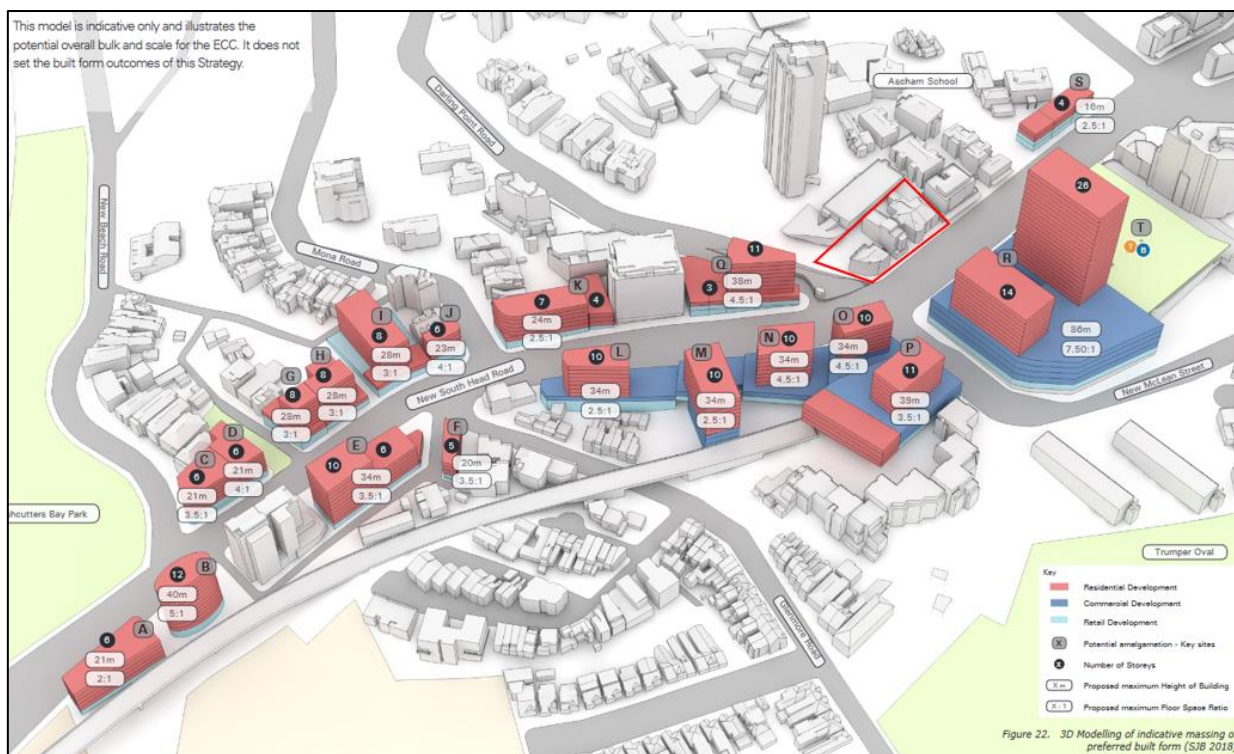 This model is indicative only and illustrates the
potential overall bulk and scale for the ECC. It does not
set the built form outcomes of this Strategy.
Ascham School
Darling Point Road
New Beach Road
Mona Road
New South Head Road
New McLean Street
Glenmore Road
hcutters Bay Park
Trumper Oval
S
4
16m
2.5:1
26
T
T
B
R
14
86m
7.50:1
Q
11
3
38m
4.5:1
K
7
4
24m
2.5:1
I
8
28m
3:1
J
6
23m
4:1
H
8
28m
3:1
G
8
28m
3:1
O
10
34m
4.5:1
N
10
34m
4.5:1
P
11
39m
3.5:1
M
10
34m
2.5:1
L
10
34m
2.5:1
D
6
21m
4:1
C
6
21m
3.5:1
E
10
6
34m
3.5:1
F
5
20m
3.5:1
B
12
40m
5:1
A
6
21m
2:1
Key
Residential Development
Commercial Development
Retail Development
X
Potential amalgamation - Key sites
X
Number of Storeys
X m
Proposed maximum Height of Building
X : 1
Proposed maximum Floor Space Ratio
Figure 22. 3D Modelling of indicative massing o
preferred built form (SJB 2018)